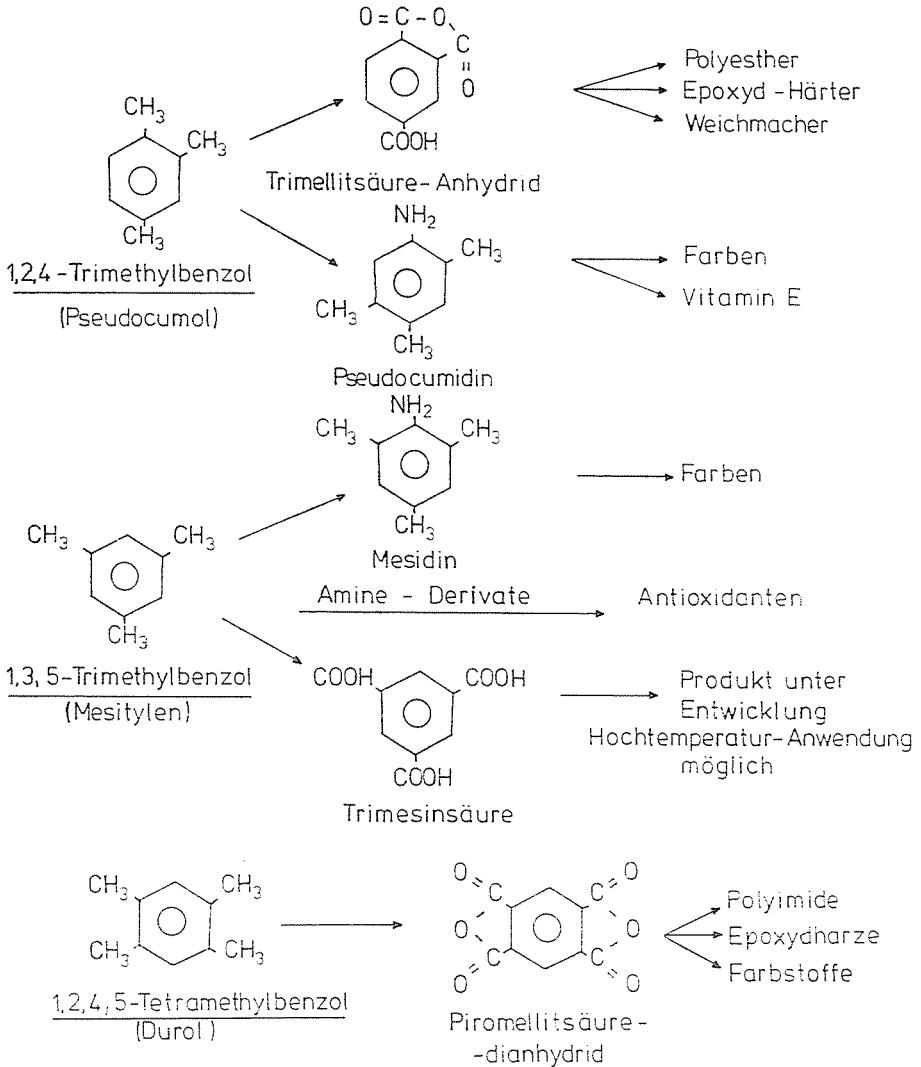 O=C-O
C
=
O
COOH
Trimellitsäure-Anhydrid
Polyesther
Epoxyd-Härter
Weichmacher
CH₃
CH₃
CH₃
1,2,4-Trimethylbenzol
(Pseudocumol)
NH₂
CH₃
CH₃
CH₃
Pseudocumidin
Farben
Vitamin E
NH₂
CH₃ CH₃
CH₃
Mesidin
Farben
CH₃ CH₃
CH₃
1,3,5-Trimethylbenzol
(Mesitylen)
Amine - Derivate
Antioxidanten
COOH COOH
COOH
Trimesinsäure
Produkt unter
Entwicklung
Hochtemperatur-Anwendung
möglich
CH₃ CH₃
CH₃ CH₃
1,2,4,5-Tetramethylbenzol
(Durol)
O=C C=O
O O
O=C C=O
Piromellitsäure-
-dianhydrid
Polyimide
Epoxydharze
Farbstoffe